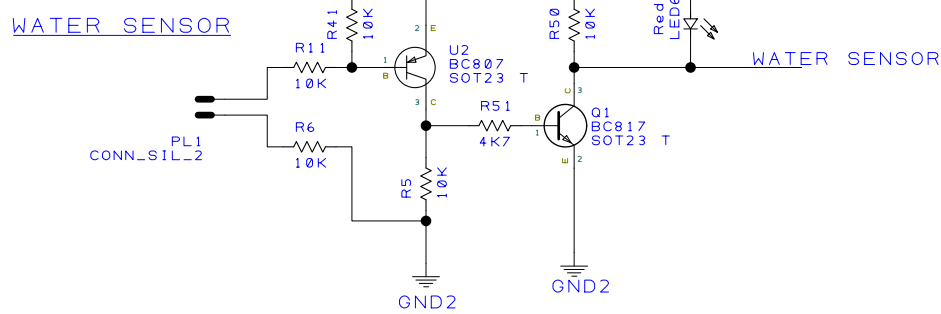 WATER SENSOR
R41
10K
2
E
R50
10K
Red
R11
10K
1
B
U2
BC807
SOT23 T
WATER SENSOR
3
C
R51
4K7
C
3
B
1
Q1
BC817
SOT23 T
PL1
CONN_SIL_2
R6
10K
R5
10K
E
2
GND2
GND2